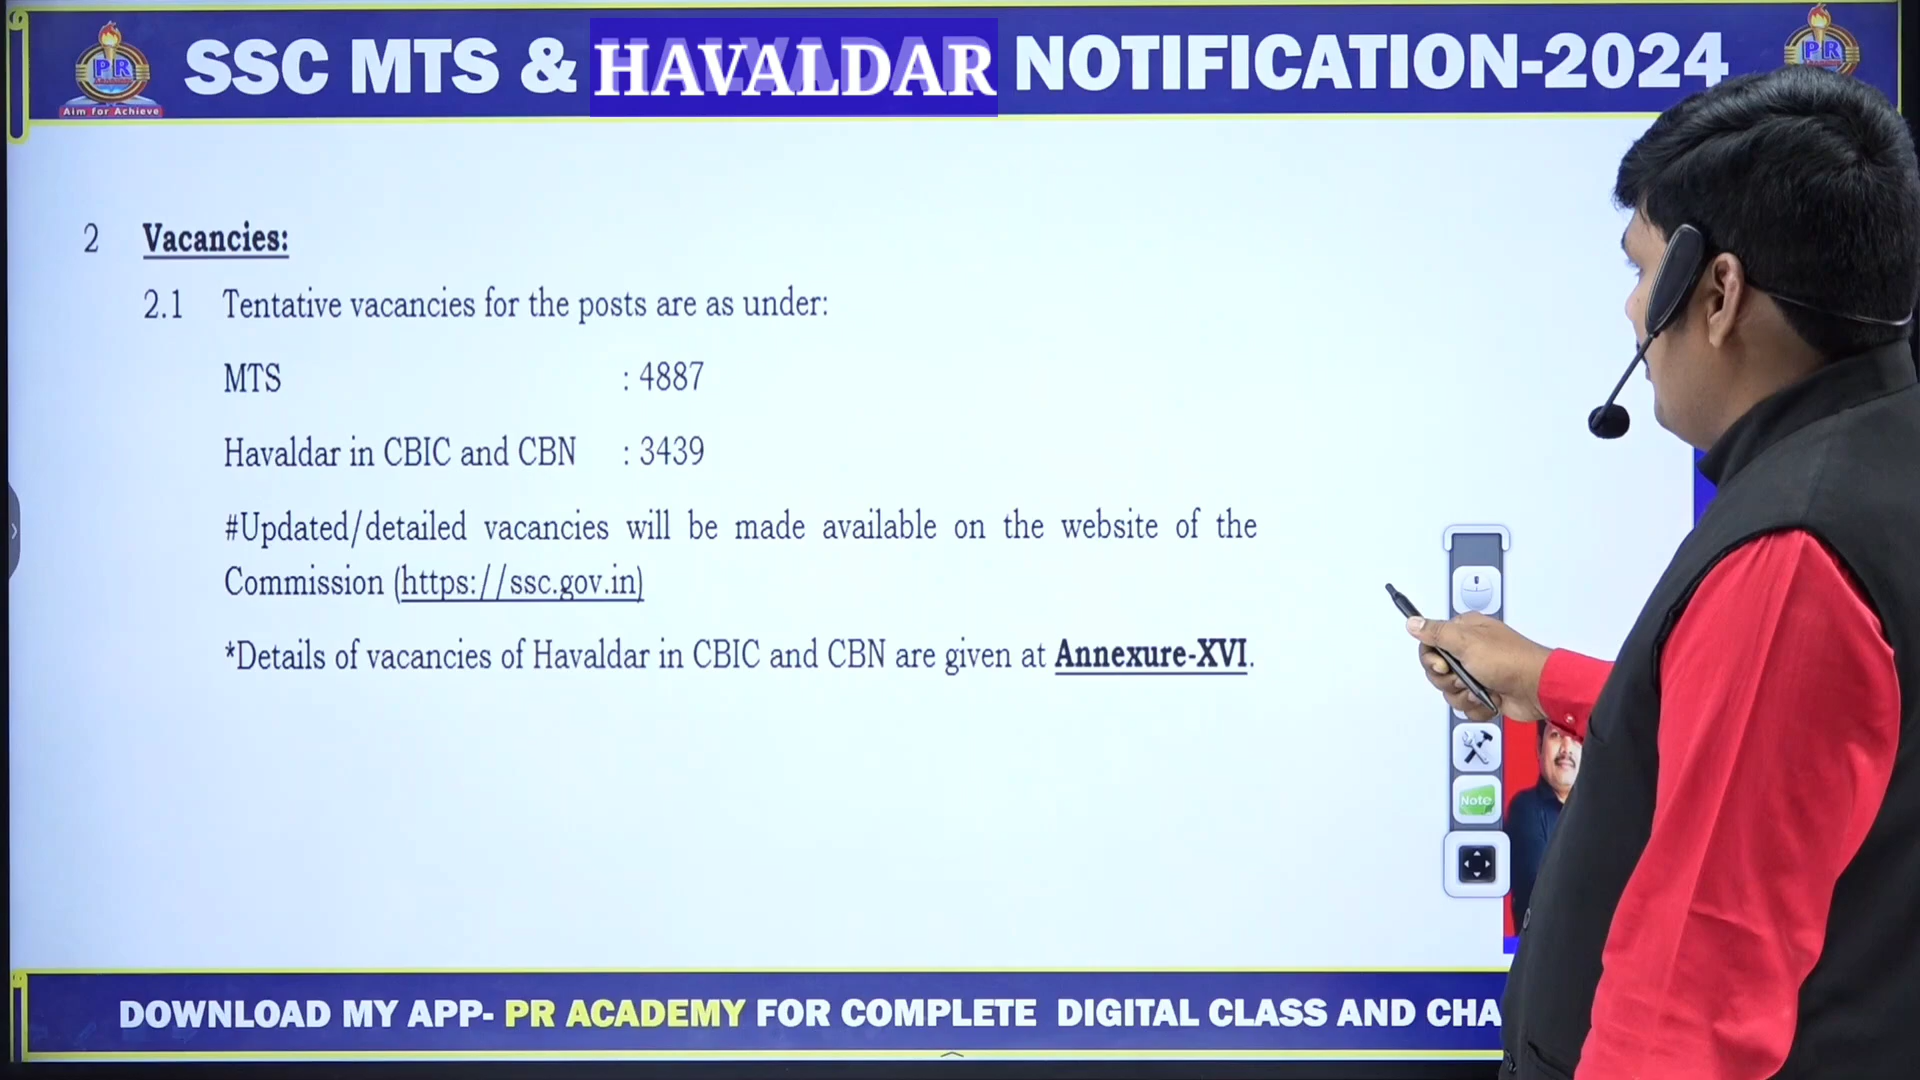 SSC MTS & HAVALDAR NOTIFICATION-2024
PR
Aim for Achieve
PR
2 Vacancies:
2.1 Tentative vacancies for the posts are as under:
MTS : 4887
Havaldar in CBIC and CBN : 3439
#Updated/detailed vacancies will be made available on the website of the
Commission (https://ssc.gov.in)
*Details of vacancies of Havaldar in CBIC and CBN are given at Annexure-XVI.
Note
DOWNLOAD MY APP- PR ACADEMY FOR COMPLETE DIGITAL CLASS AND CHA